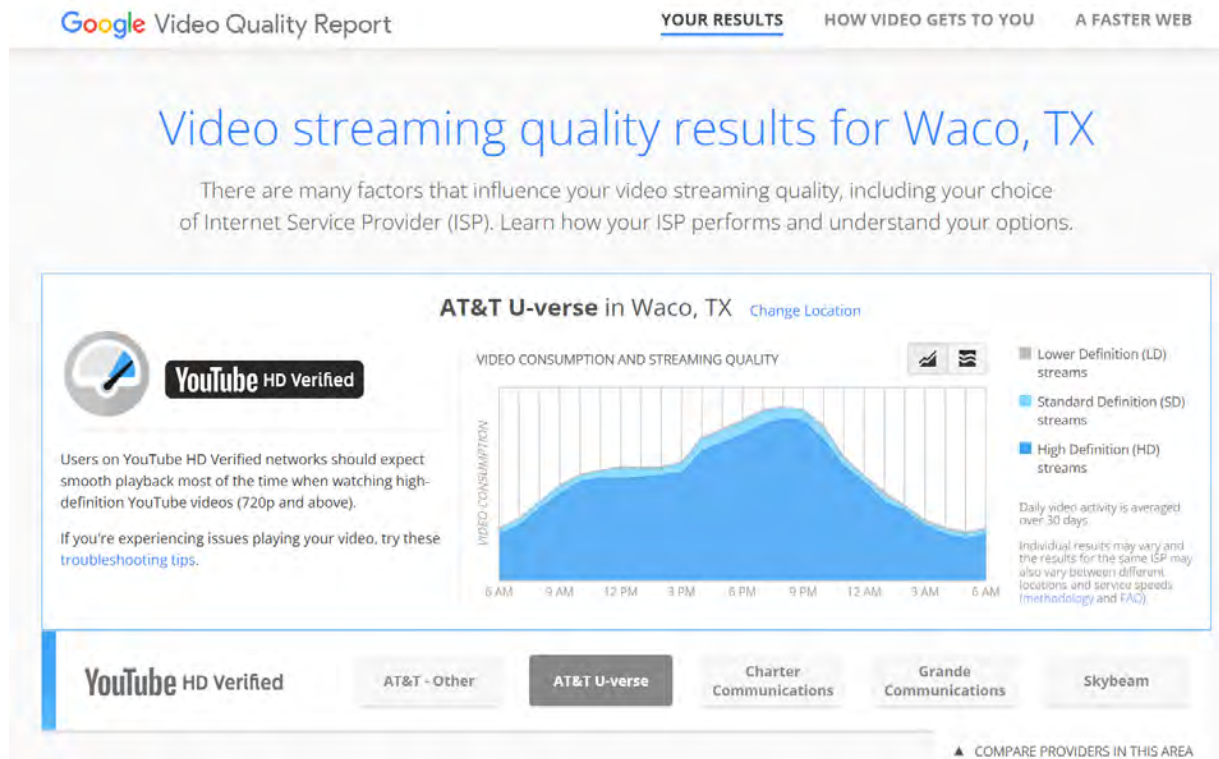 Google Video Quality Report
YOUR RESULTS
HOW VIDEO GETS TO YOU
A FASTER WEB
Video streaming quality results for Waco, TX
There are many factors that influence your video streaming quality, including your choice
of Internet Service Provider (ISP). Learn how your ISP performs and understand your options.
AT&T U-verse in Waco, TX Change Location
YouTube HD Verified
Users on YouTube HD Verified networks should expect
smooth playback most of the time when watching high-
definition YouTube videos (720p and above).
If you're experiencing issues playing your video, try these
troubleshooting tips.
VIDEO CONSUMPTION AND STREAMING QUALITY
VIDEO CONSUMPTION
6 AM 9 AM 12 PM 3 PM 6 PM 9 PM 12 AM 3 AM 6 AM
Lower Definition (LD)
streams
Standard Definition (SD)
streams
High Definition (HD)
streams
Daily video activity is averaged
over 30 days
Individual results may vary and
the results for the same ISP may
also vary between different
locations and service speeds
(methodology and FAQ).
YouTube HD Verified
AT&T - Other
AT&T U-verse
Charter
Communications
Grande
Communications
Skybeam
▲ COMPARE PROVIDERS IN THIS AREA